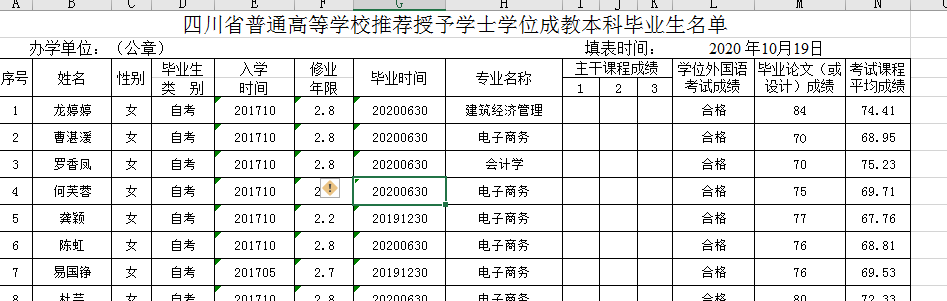 A B C D E F G H I J K L M N
四川省普通高等学校推荐授予学士学位成教本科毕业生名单
办学单位：（公章） 填表时间： 2020 年10月19日
序号 姓名 性别 毕业生类 别 入学时间 修业年限 毕业时间 专业名称 主干课程成绩 1 2 3 学位外国语考试成绩 毕业论文（或设计）成绩 考试课程平均成绩
1 龙婷婷 女 自考 201710 2.8 20200630 建筑经济管理 合格 84 74.41
2 曹湛湲 女 自考 201710 2.8 20200630 电子商务 合格 70 68.95
3 罗香凤 女 自考 201710 2.8 20200630 会计学 合格 70 75.23
4 何芙蓉 女 自考 201710 20200630 电子商务 合格 75 69.71
5 龚颖 女 自考 201710 2.2 20191230 电子商务 合格 77 67.76
6 陈虹 女 自考 201710 2.8 20200630 电子商务 合格 76 68.81
7 易国铮 女 自考 201705 2.7 20191230 电子商务 合格 76 69.53
8 杜芸 女 自考 201710 2.8 20200630 电子商务 合格 80 72.33